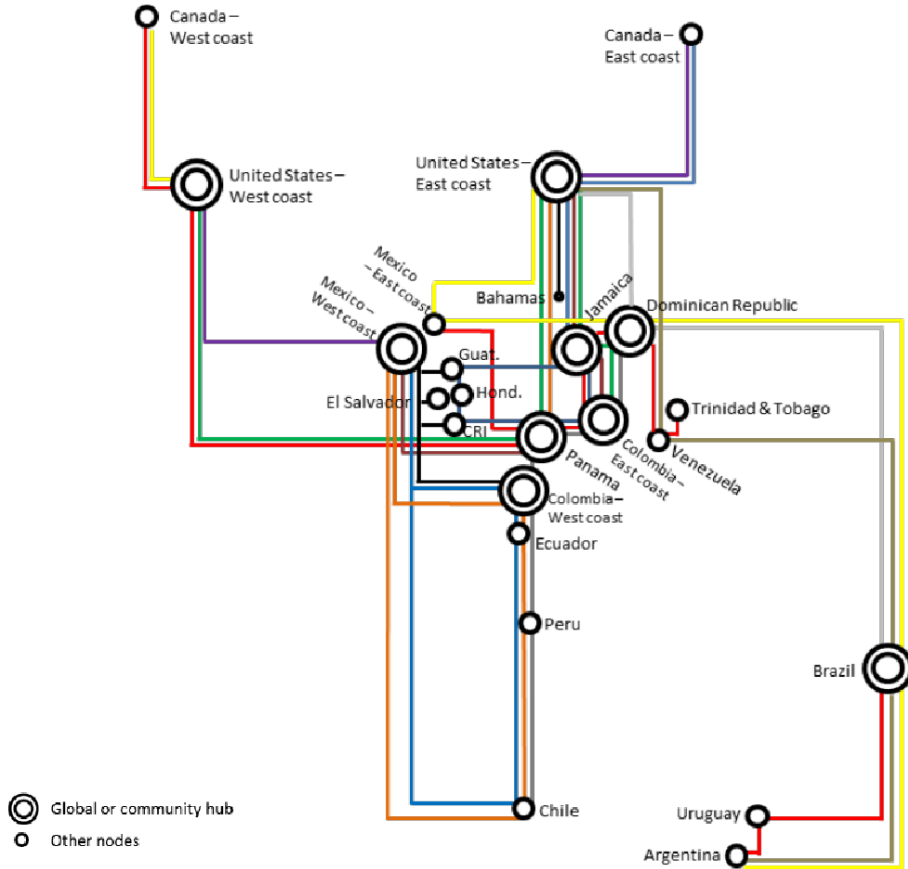 Canada –
West coast
Canada –
East coast
United States –
West coast
United States –
East coast
Mexico
– East coast
Mexico –
West coast
Bahamas
Jamaica
Dominican Republic
Guat.
Hond.
El Salvador
CRI
Trinidad & Tobago
Venezuela
Colombia –
East coast
Panama
Colombia –
West coast
Ecuador
Peru
Brazil
Global or community hub
Chile
Uruguay
Other nodes
Argentina